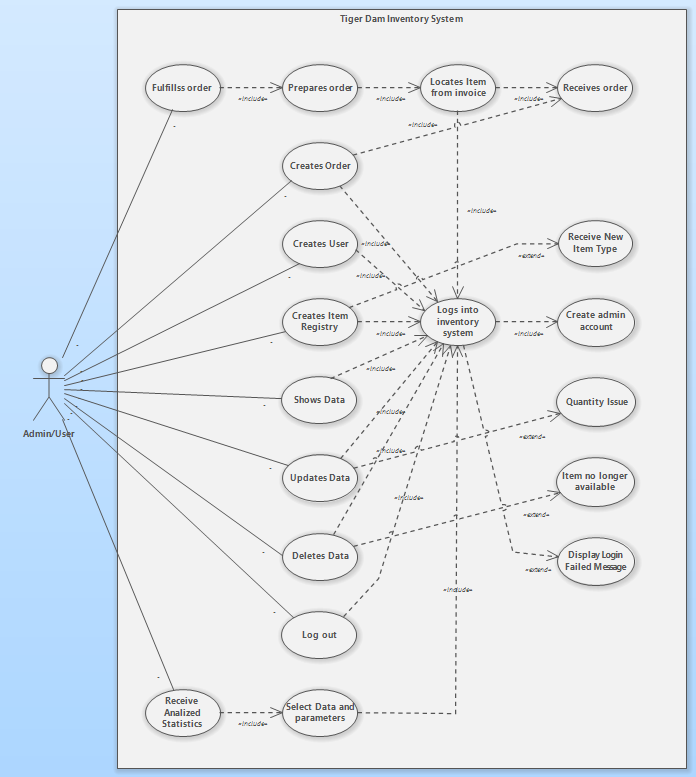 Tiger Dam Inventory System
Fulfillss order
«include»
Prepares order
«include»
Locates Item
from invoice
«include»
Receives order
«include»
Creates Order
«include»
Creates User
«include»
«include»
Receive New
Item Type
«extend»
Creates Item
Registry
«include»
Logs into
inventory
system
«include»
Create admin
account
Shows Data
«include»
Quantity Issue
«include»
«extend»
Admin/User
Updates Data
«include»
Item no longer
available
«include»
«extend»
Deletes Data
Display Login
Failed Message
«extend»
«include»
Log out
Receive
Analized
Statistics
«include»
Select Data and
parameters